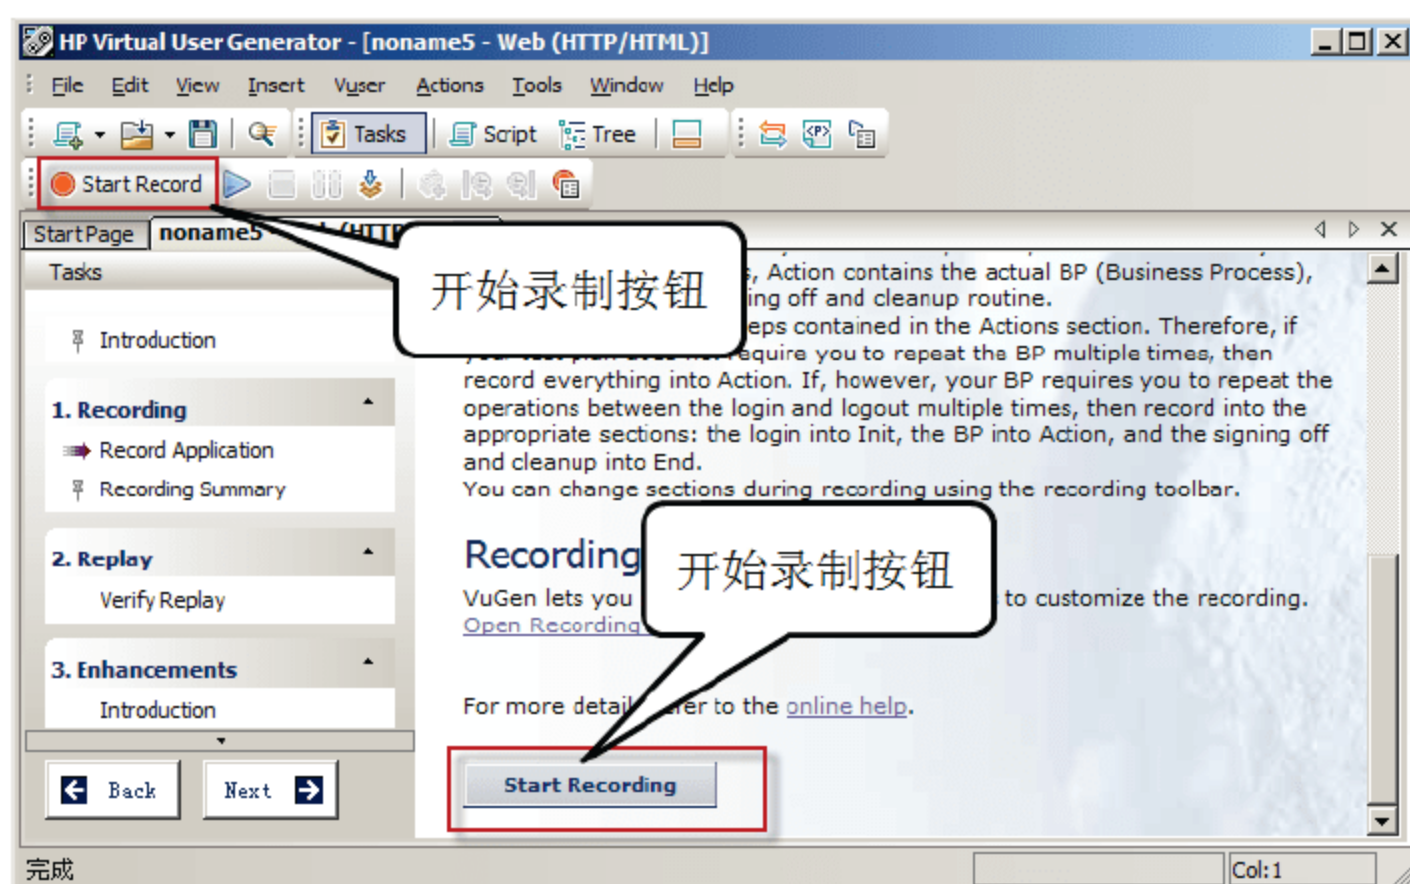 HP Virtual User Generator - [noname5 - Web (HTTP/HTML)]
File Edit View Insert Vuser Actions Tools Window Help
Tasks Script Tree
Start Record
Start Page noname5 (HTTP
Tasks
开始录制按钮
, Action contains the actual BP (Business Process),
ing off and cleanup routine.
eps contained in the Actions section. Therefore, if
require you to repeat the BP multiple times, then
record everything into Action. If, however, your BP requires you to repeat the
operations between the login and logout multiple times, then record into the
appropriate sections: the login into Init, the BP into Action, and the signing off
and cleanup into End.
You can change sections during recording using the recording toolbar.
Introduction
1. Recording
Record Application
Recording Summary
2. Replay
Verify Replay
3. Enhancements
Introduction
Back Next
Recording
开始录制按钮
VuGen lets you to customize the recording.
Open Recording
For more detail refer to the online help.
Start Recording
完成
Col:1